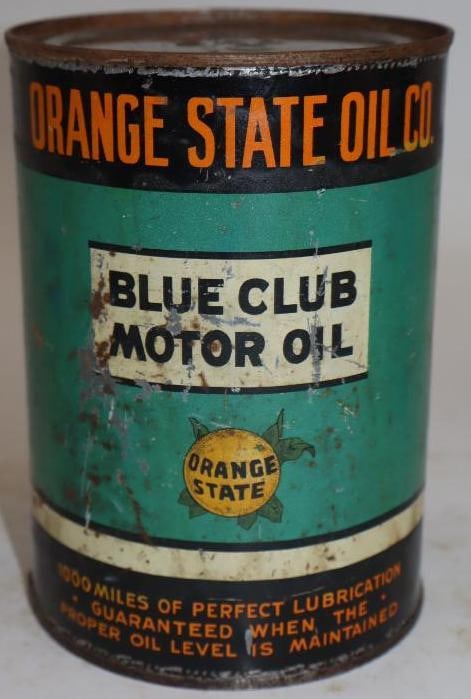 ORANGE STATE OIL CO.
BLUE CLUB
MOTOR OIL
ORANGE
STATE
1000 MILES OF PERFECT LUBRICATION
• GUARANTEED WHEN THE •
PROPER OIL LEVEL IS MAINTAINED